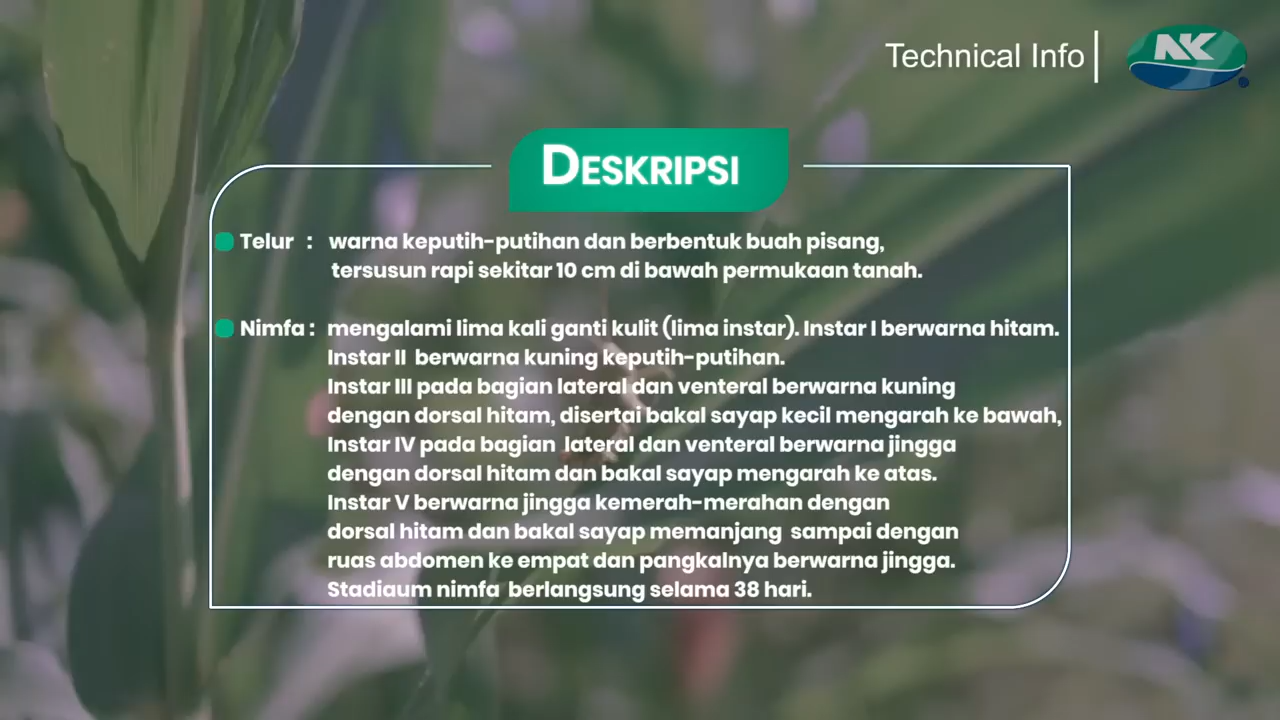 Technical Info
NK
DESKRIPSI
Telur : warna keputih-putihan dan berbentuk buah pisang,
tersusun rapi sekitar 10 cm di bawah permukaan tanah.
Nimfa : mengalami lima kali ganti kulit (lima instar). Instar I berwarna hitam.
Instar II berwarna kuning keputih-putihan.
Instar III pada bagian lateral dan venteral berwarna kuning
dengan dorsal hitam, disertai bakal sayap kecil mengarah ke bawah,
Instar IV pada bagian lateral dan venteral berwarna jingga
dengan dorsal hitam dan bakal sayap mengarah ke atas.
Instar V berwarna jingga kemerah-merahan dengan
dorsal hitam dan bakal sayap memanjang sampai dengan
ruas abdomen ke empat dan pangkalnya berwarna jingga.
Stadiaum nimfa berlangsung selama 38 hari.